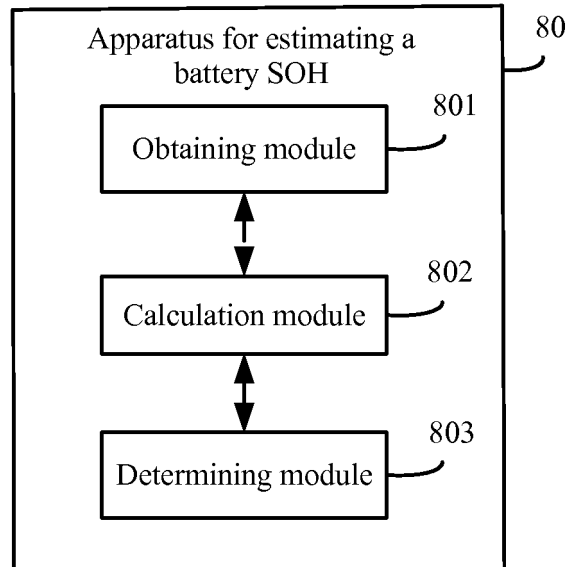 Apparatus for estimating a
battery SOH
80
801
Obtaining module
802
Calculation module
803
Determining module